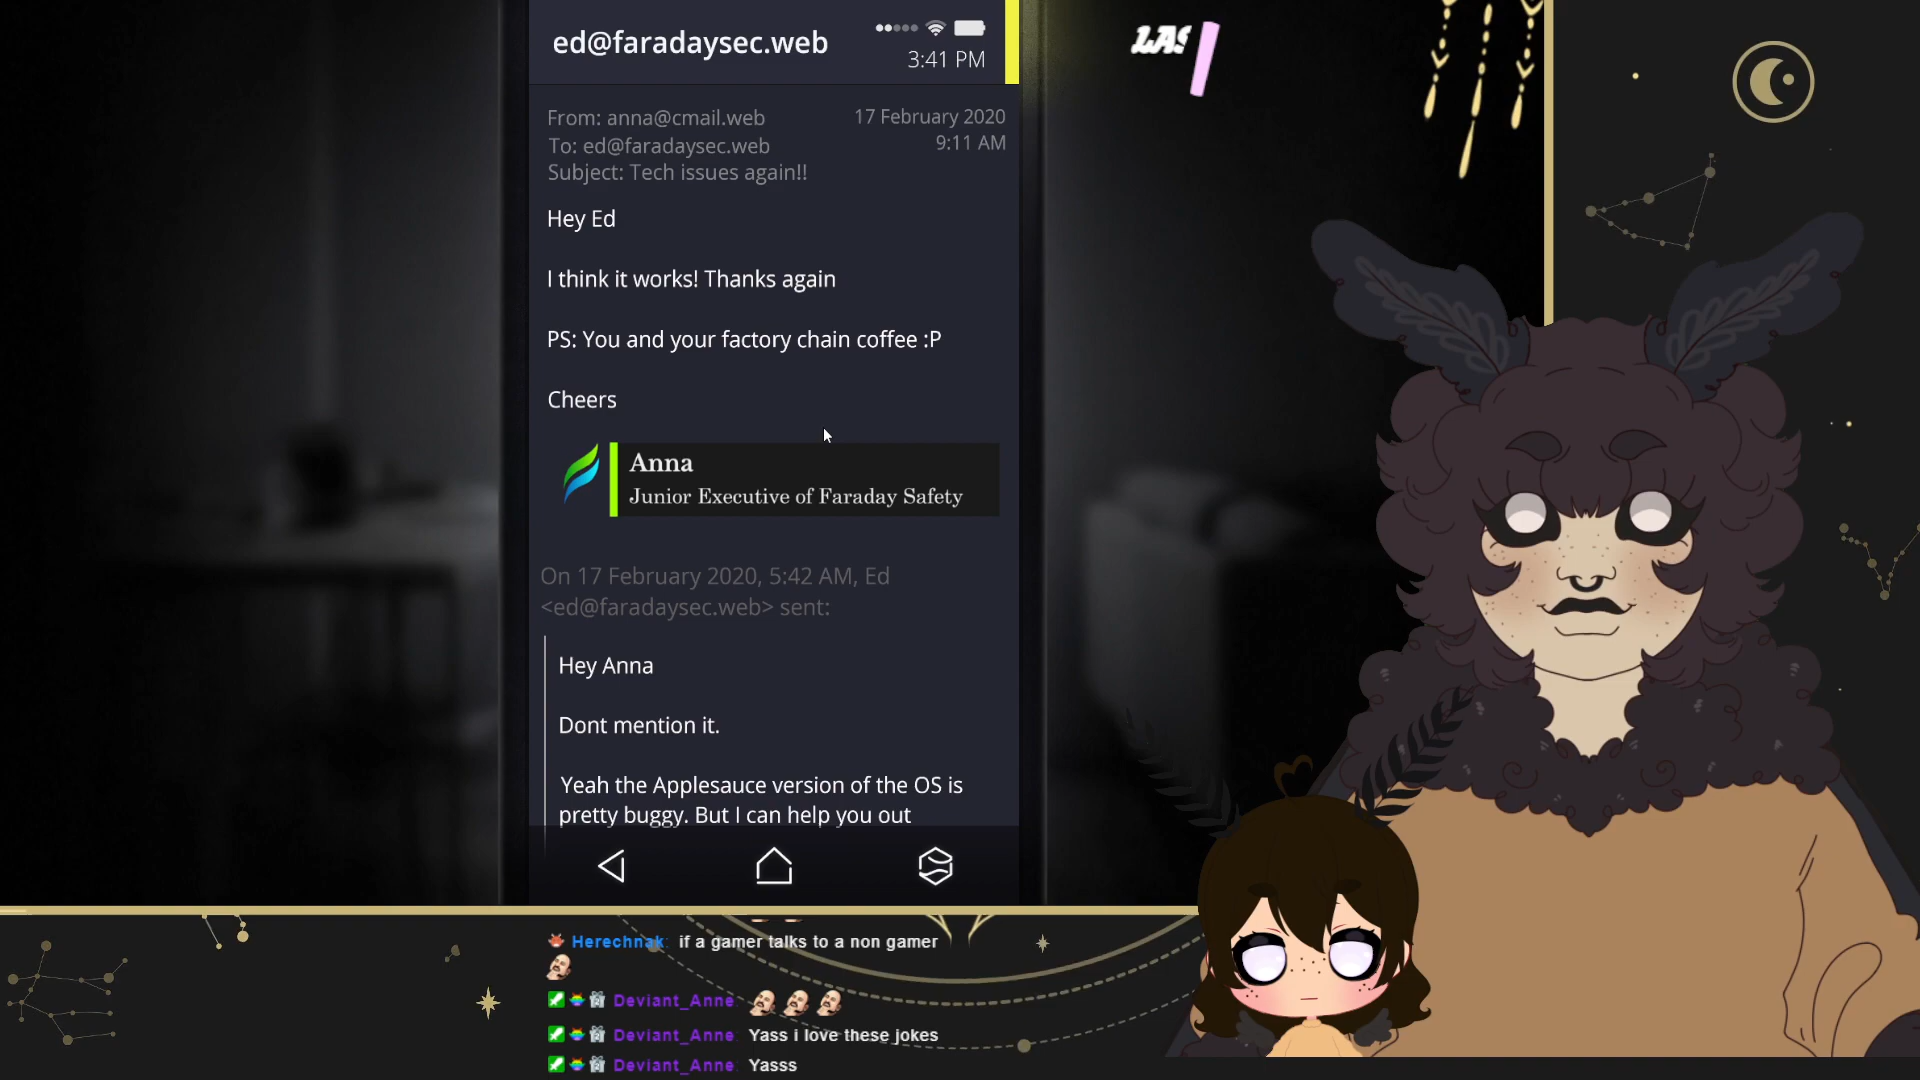 ed@faradaysec.web
3:41 PM
LAS
From: anna@cmail.web
17 February 2020
To: ed@faradaysec.web
9:11 AM
Subject: Tech issues again!!
Hey Ed
I think it works! Thanks again
PS: You and your factory chain coffee :P
Cheers
Anna
Junior Executive of Faraday Safety
On 17 February 2020, 5:42 AM, Ed
<ed@faradaysec.web> sent:
Hey Anna
Dont mention it.
Yeah the Applesauce version of the OS is
pretty buggy. But I can help you out
Herechnak: if a gamer talks to a non gamer
Deviant_Anne:
Deviant_Anne: Yass i love these jokes
Deviant_Anne: Yasss